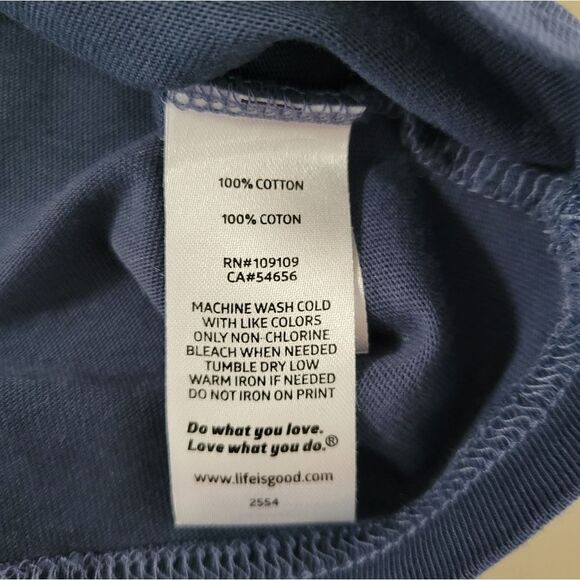 100% COTTON
100% COTON
RN#109109
CA#54656
MACHINE WASH COLD
WITH LIKE COLORS
ONLY NON-CHLORINE
BLEACH WHEN NEEDED
TUMBLE DRY LOW
WARM IRON IF NEEDED
DO NOT IRON ON PRINT
Do what you love.
Love what you do.®
www.lifeisgood.com
2554